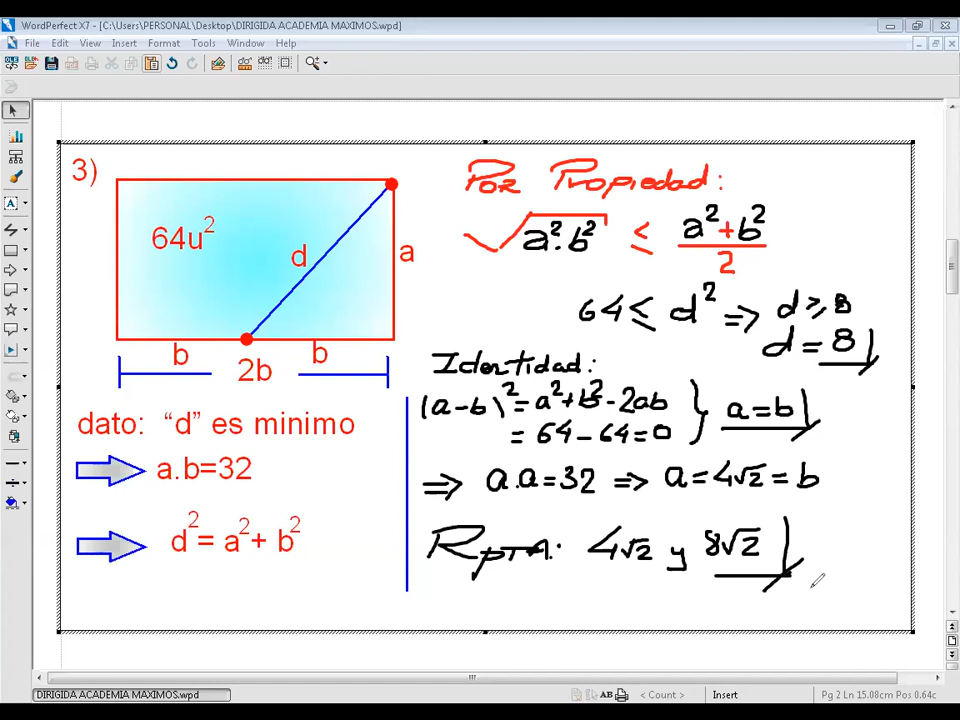 WordPerfect X7 - [C:\Users\PERSONAL\Desktop\DIRIGIDA ACADEMIA MAXIMOS.wpd]
File Edit View Insert Format Tools Window Help
3)
64u²
d
a
b
b
2b
dato: "d" es minimo
a.b=32
d² = a² + b²
Por Propiedad:
√a².b² ≤ (a²+b²)/2
64 ≤ d² => d ≥ 8
d = 8
Identidad:
(a-b)² = a²+b²-2ab
= 64-64=0
a=b
=> a.a=32 => a=4√2=b
Rpta: 4√2 y 8√2
DIRIGIDA ACADEMIA MAXIMOS.wpd
AB
< Count >
Insert
Pg 2 Ln 15.08cm Pos 0.64c